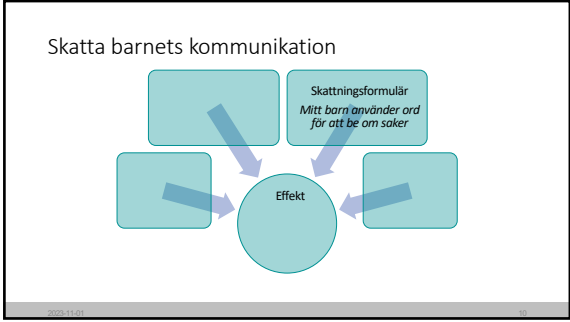 Skatta barnets kommunikation
Skattningsformulär
Mitt barn använder ord
för att be om saker
Effekt
2023-11-01
10